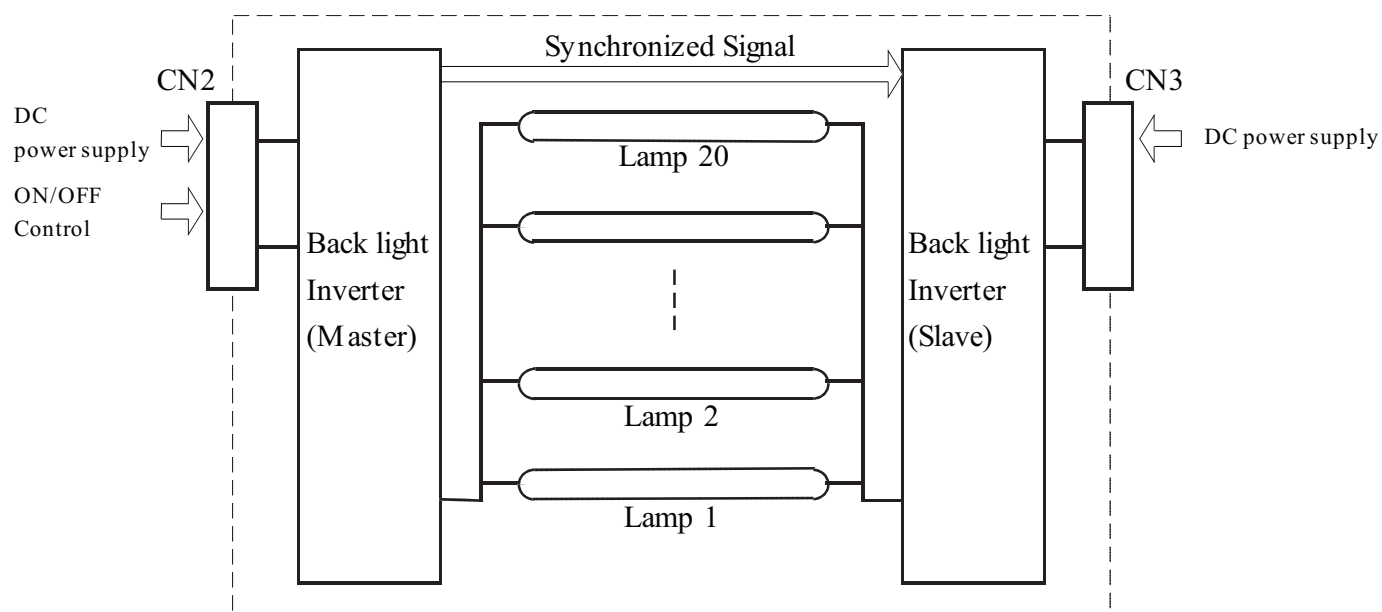 Synchronized Signal
CN2
CN3
DC
power supply
DC power supply
Lamp 20
ON/OFF
Control
Back light
Inverter
(Master)
Back light
Inverter
(Slave)
Lamp 2
Lamp 1